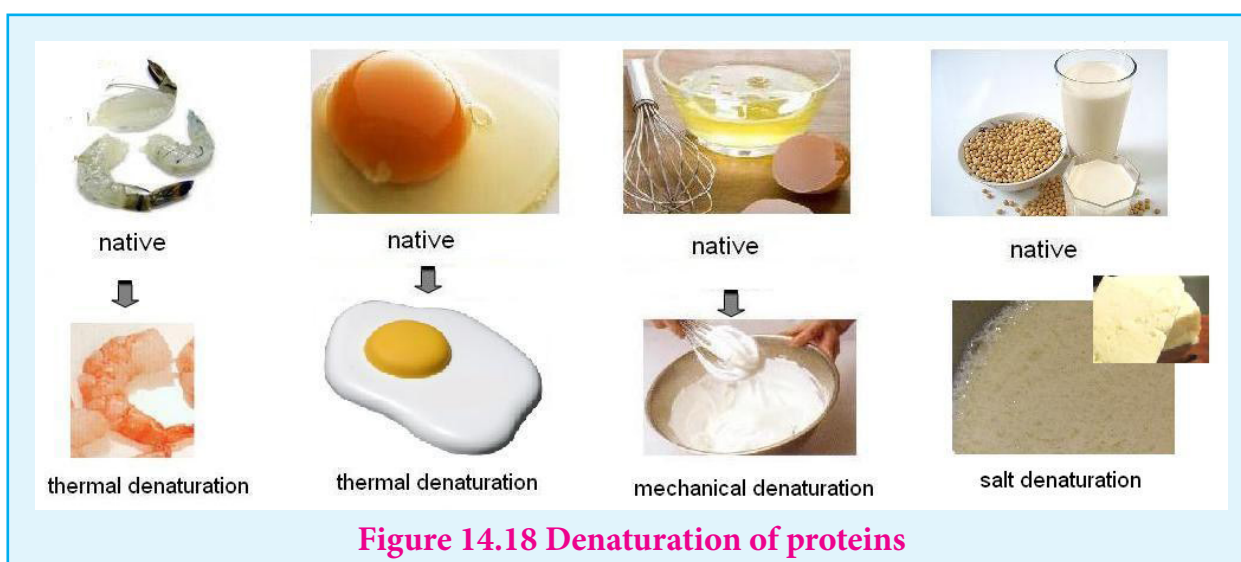 native
native
native
native
thermal denaturation
thermal denaturation
mechanical denaturation
salt denaturation
Figure 14.18 Denaturation of proteins